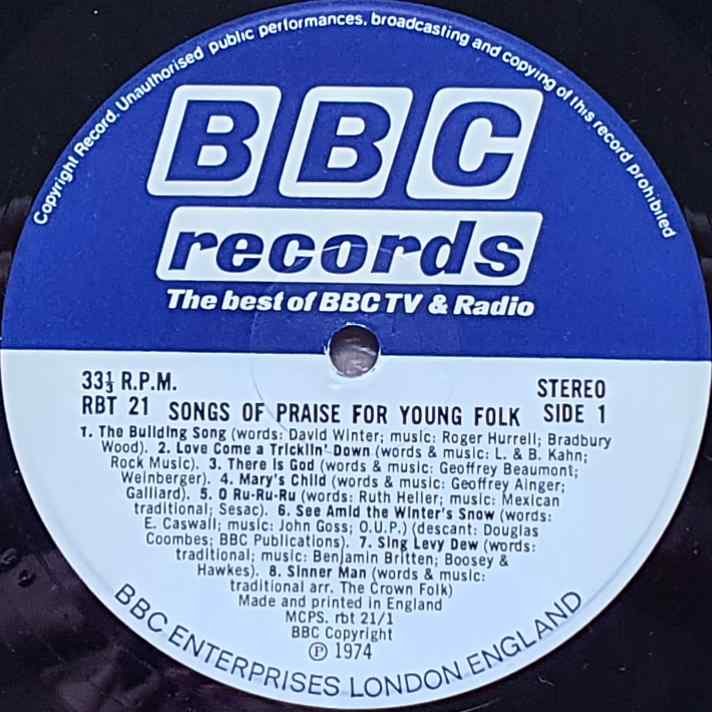 Copyright Record. Unauthorised public performances, broadcasting and copying of this record prohibited
BBC
records
The best of BBC TV & Radio
33⅓ R.P.M.
STEREO
RBT 21 SONGS OF PRAISE FOR YOUNG FOLK SIDE 1
1. The Building Song (words: David Winter; music: Roger Hurrell; Bradbury
Wood). 2. Love Come a Tricklin' Down (words & music: L. & B. Kahn;
Rock Music). 3. There is God (words & music: Geoffrey Beaumont;
Weinberger). 4. Mary's Child (words & music: Geoffrey Ainger;
Galliard). 5. O Ru-Ru-Ru (words: Ruth Heller; music: Mexican
traditional; Sesac). 6. See Amid the Winter's Snow (words:
E. Caswall; music: John Goss; O.U.P.) (descant: Douglas
Coombes; BBC Publications). 7. Sing Levy Dew (words:
traditional; music: Benjamin Britten; Boosey &
Hawkes). 8. Sinner Man (words & music:
traditional arr. The Crown Folk)
Made and printed in England
MCPS. rbt 21/1
BBC Copyright
Ⓟ 1974
BBC ENTERPRISES LONDON ENGLAND